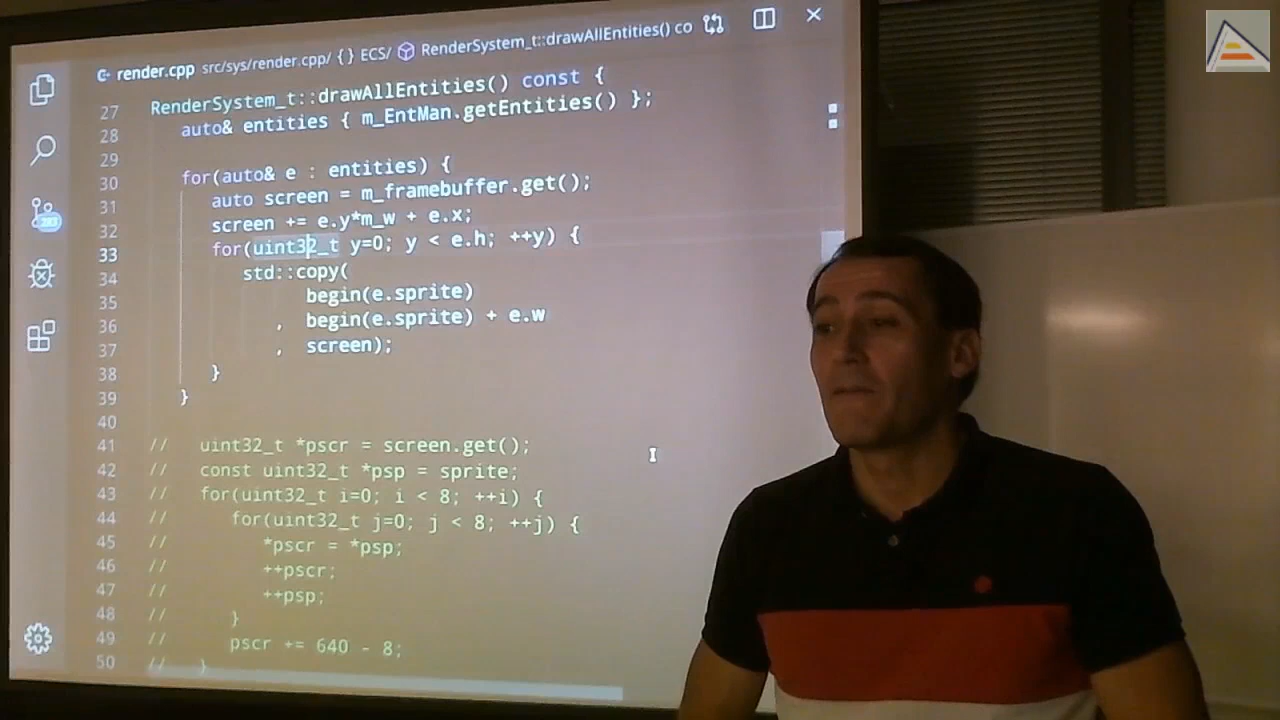 render.cpp src/sys/render.cpp/ {} ECS/ RenderSystem_t::drawAllEntities() co
27 RenderSystem_t::drawAllEntities() const {
28 auto& entities { m_EntMan.getEntities() };
29
30 for(auto& e : entities) {
31 auto screen = m_framebuffer.get();
32 screen += e.y*m_w + e.x;
33 for(uint32_t y=0; y < e.h; ++y) {
34 std::copy(
35 begin(e.sprite)
36 , begin(e.sprite) + e.w
37 , screen);
38 }
39 }
40
41 // uint32_t *pscr = screen.get();
42 // const uint32_t *psp = sprite;
43 // for(uint32_t i=0; i < 8; ++i) {
44 // for(uint32_t j=0; j < 8; ++j) {
45 // *pscr = *psp;
46 // ++pscr;
47 // ++psp;
48 // }
49 // pscr += 640 - 8;
50 // }